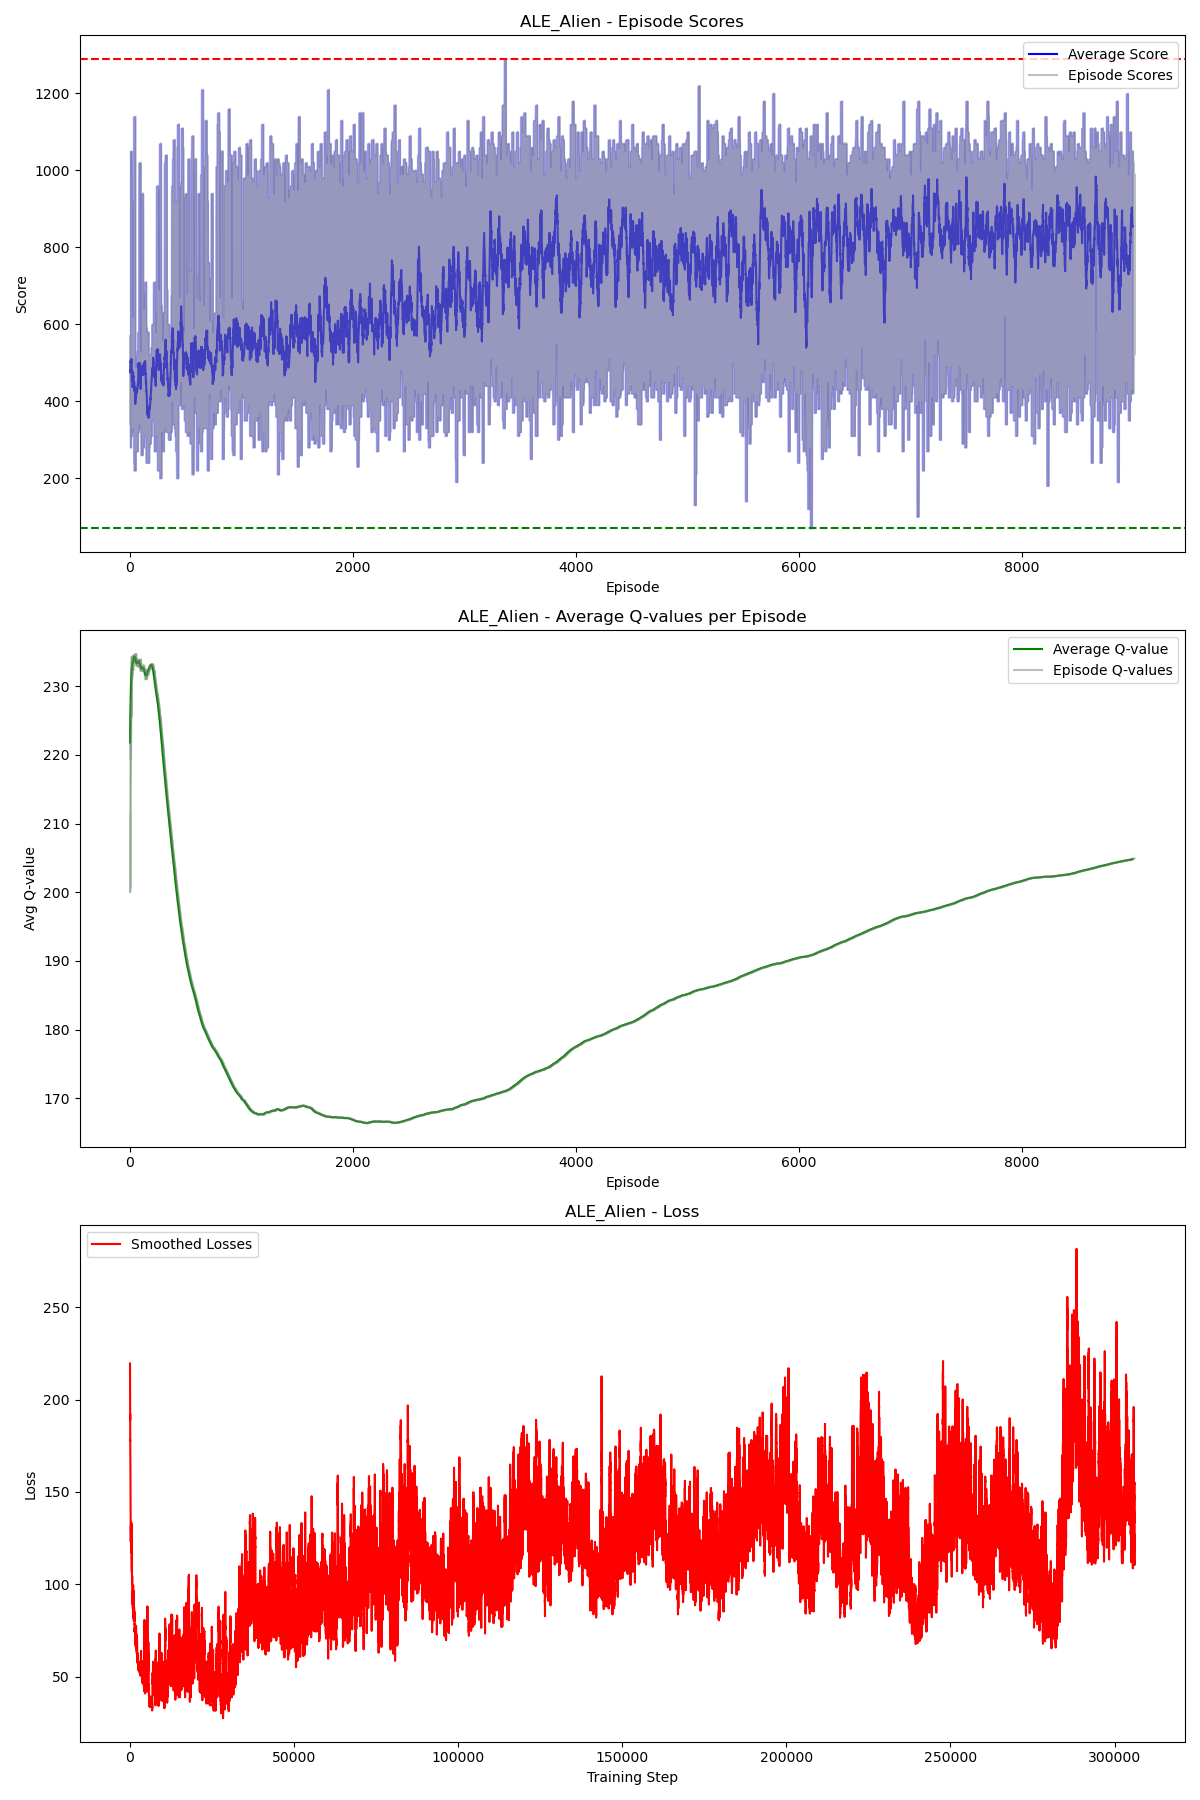 ALE_Alien - Episode Scores
Average Score
Episode Scores
1200
1000
800
600
400
200
Score
0 2000 4000 6000 8000
Episode
ALE_Alien - Average Q-values per Episode
Average Q-value
Episode Q-values
230
220
210
200
190
180
170
Avg Q-value
0 2000 4000 6000 8000
Episode
ALE_Alien - Loss
Smoothed Losses
250
200
150
100
50
Loss
0 50000 100000 150000 200000 250000 300000
Training Step